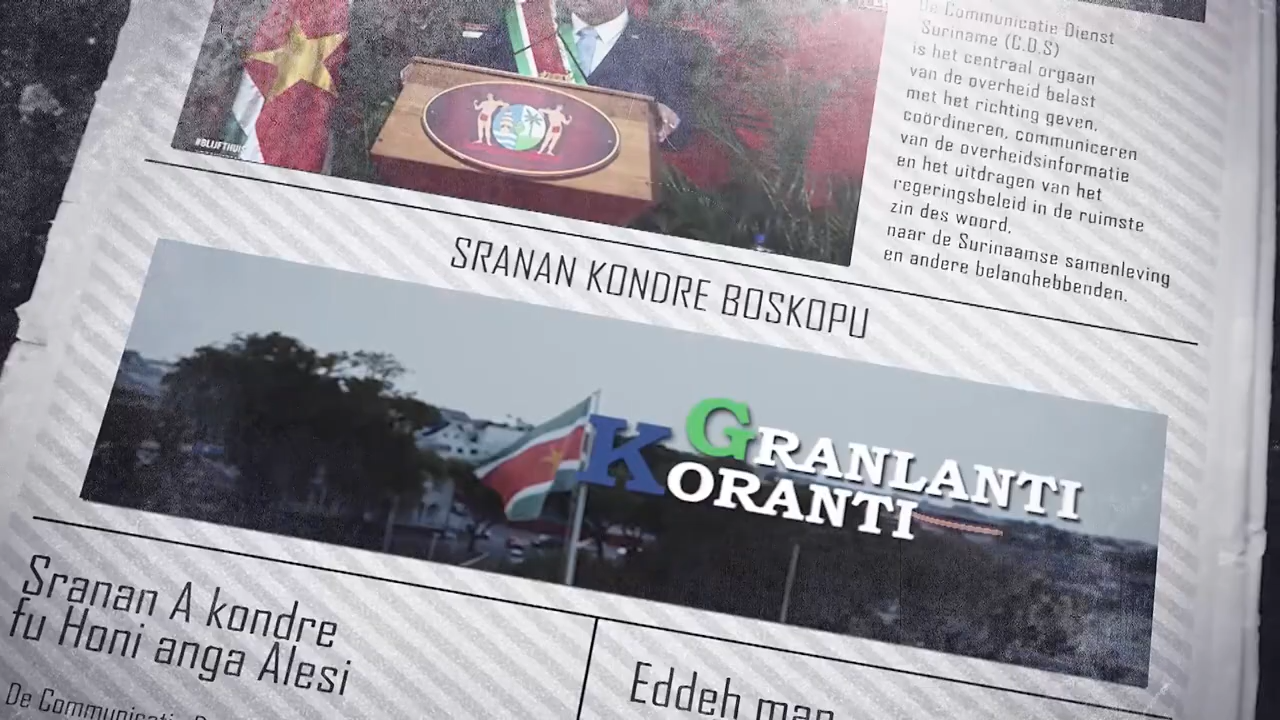 De Communicatie Dienst
Suriname (C.D.S)
is het centraal orgaan
van de overheid belast
met het richting geven,
coördineren, communiceren
van de overheidsinformatie
en het uitdragen van het
regeringsbeleid in de ruimste
zin des woord,
naar de Surinaamse samenleving
en andere belanghebbenden.
#BLIJFTHUIS
SRANAN KONDRE BOSKOPU
GRANLANTI
KORANTI
Sranan A kondre
fu Honi anga Alesi
Eddeh man
De Communicatie